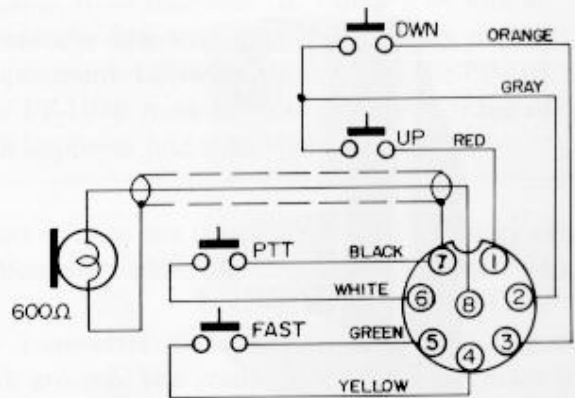 DWN
ORANGE
GRAY
UP
RED
PTT
BLACK
7
1
WHITE
6
8
2
600Ω
FAST
GREEN
5
4
3
YELLOW